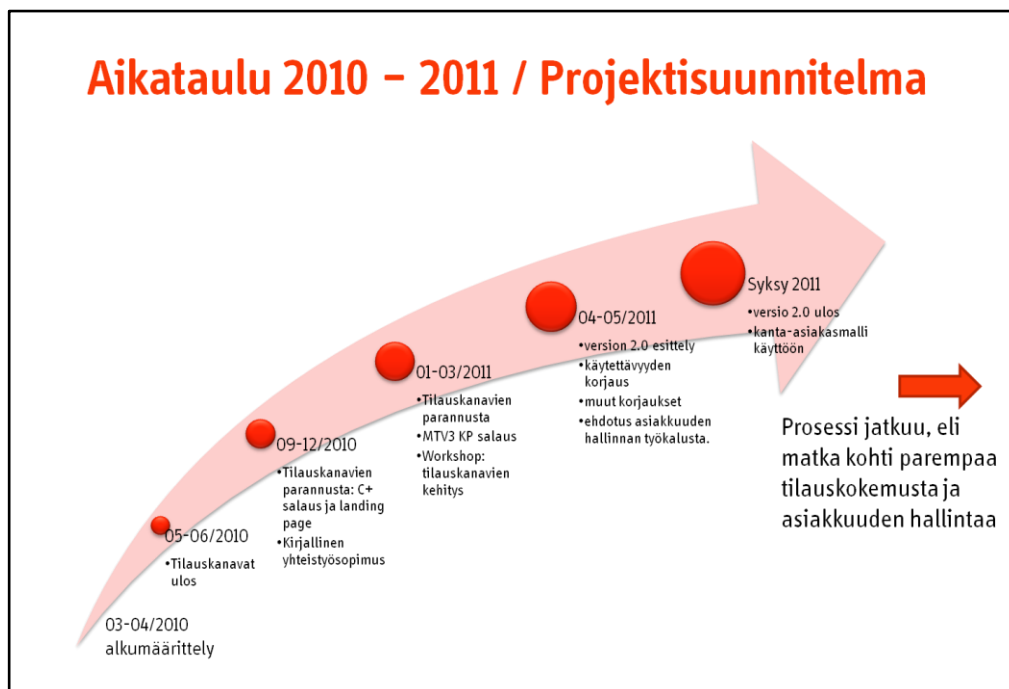 Aikataulu 2010 – 2011 / Projektisuunnitelma
03-04/2010
alkumäärittely
05-06/2010
•Tilauskanavat
ulos
09-12/2010
•Tilauskanavien
parannusta: C+
salaus ja landing
page
•Kirjallinen
yhteistyösopimus
01-03/2011
•Tilauskanavien
parannusta
•MTV3 KP salaus
•Workshop:
tilauskanavien
kehitys
04-05/2011
•version 2.0 esittely
•käytettävyyden
korjaus
•muut korjaukset
•ehdotus asiakkuuden
hallinnan työkalusta.
Syksy 2011
•versio 2.0 ulos
•kanta-asiakasmalli
käyttöön
Prosessi jatkuu, eli
matka kohti parempaa
tilauskokemusta ja
asiakkuuden hallintaa